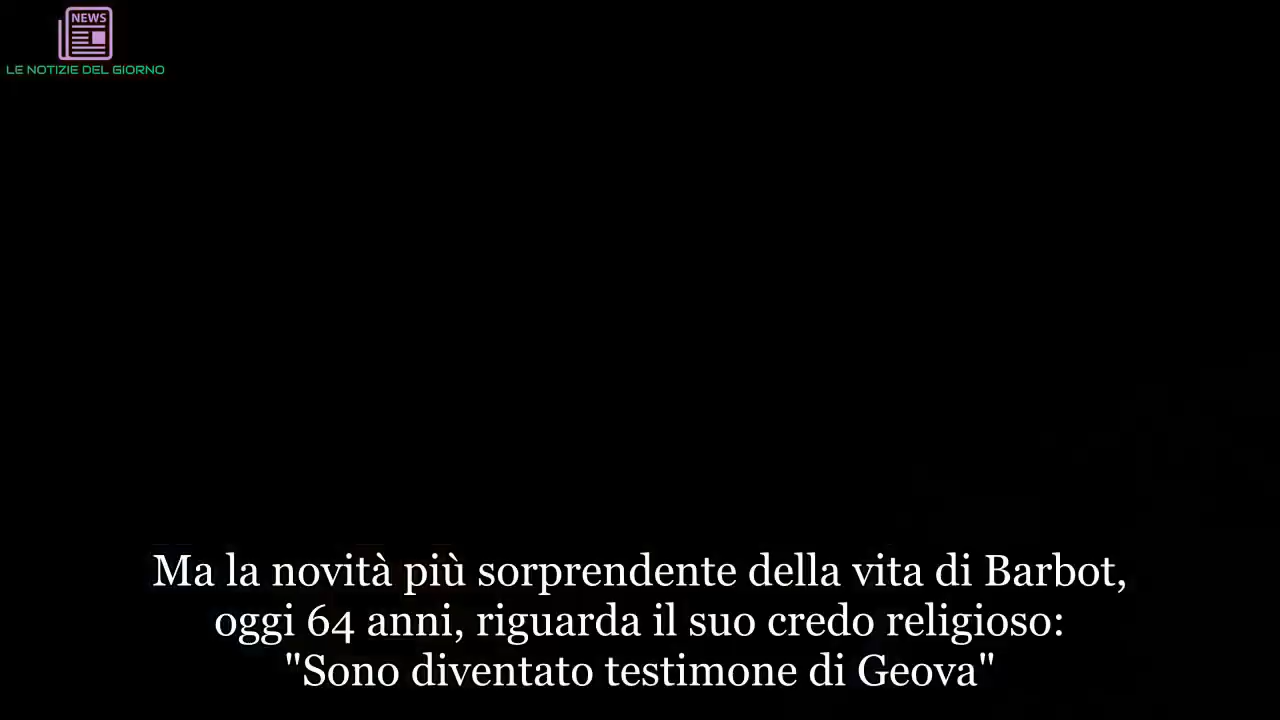 NEWS
LE NOTIZIE DEL GIORNO
Ma la novità più sorprendente della vita di Barbot,
oggi 64 anni, riguarda il suo credo religioso:
"Sono diventato testimone di Geova"